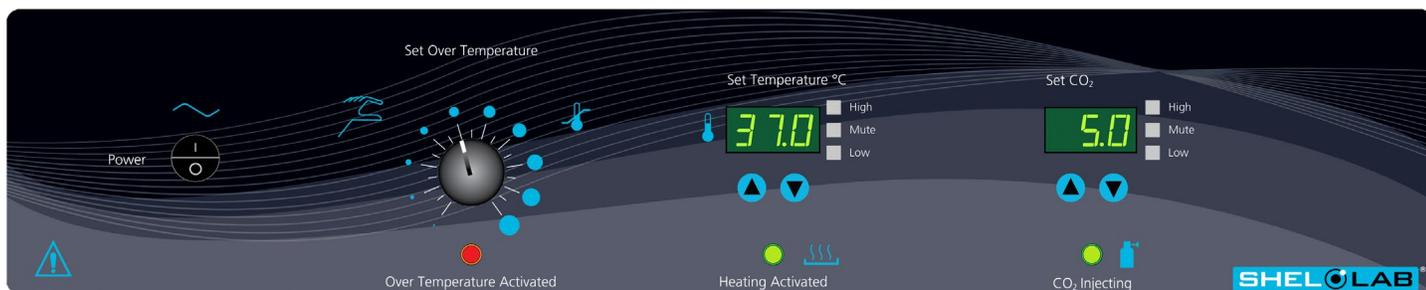 Set Over Temperature
Set Temperature °C
Set CO₂
High
Mute
Low
37.0
High
Mute
Low
5.0
Power
I
O
Over Temperature Activated
Heating Activated
CO₂ Injecting
SHEL LAB®